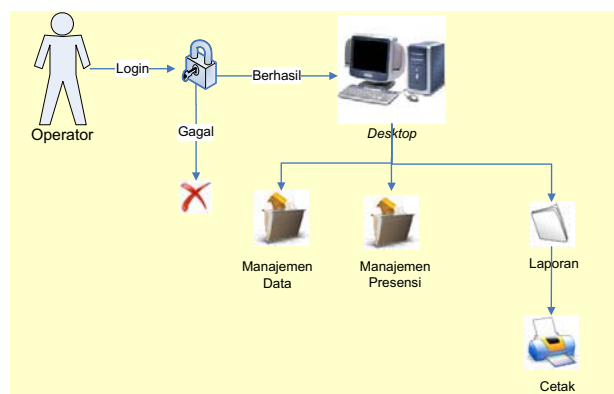 Login
Berhasil
Operator
Gagal
Desktop
Manajemen
Data
Manajemen
Presensi
Laporan
Cetak